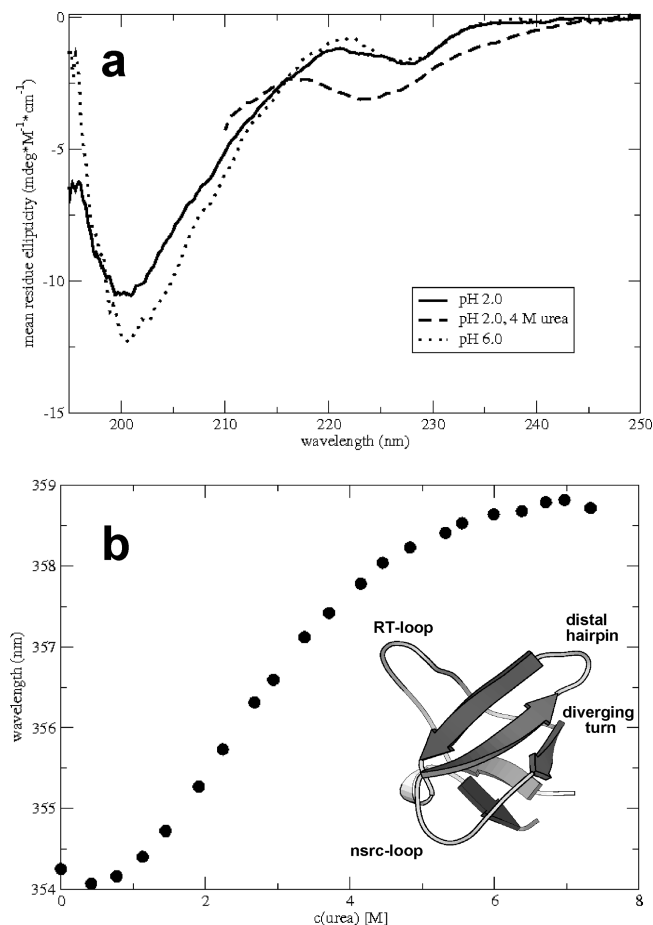 a
0
-5
-10
-15
mean residue ellipticity (mdeg*M⁻¹*cm⁻¹)
pH 2.0
pH 2.0, 4 M urea
pH 6.0
200 210 220 230 240 250
wavelength (nm)
b
359
358
357
356
355
354
wavelength (nm)
RT-loop
distal
hairpin
diverging
turn
nsrc-loop
0 2 4 6 8
c(urea) [M]